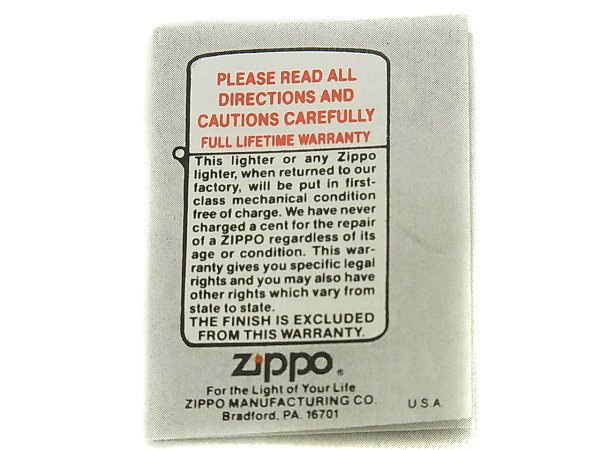 PLEASE READ ALL
DIRECTIONS AND
CAUTIONS CAREFULLY
FULL LIFETIME WARRANTY
This lighter or any Zippo
lighter, when returned to our
factory, will be put in first-
class mechanical condition
free of charge. We have never
charged a cent for the repair
of a ZIPPO regardless of its
age or condition. This war-
ranty gives you specific legal
rights and you may also have
other rights which vary from
state to state.
THE FINISH IS EXCLUDED
FROM THIS WARRANTY.
Zippo®
For the Light of Your Life
ZIPPO MANUFACTURING CO.
Bradford, PA. 16701
U.S.A.